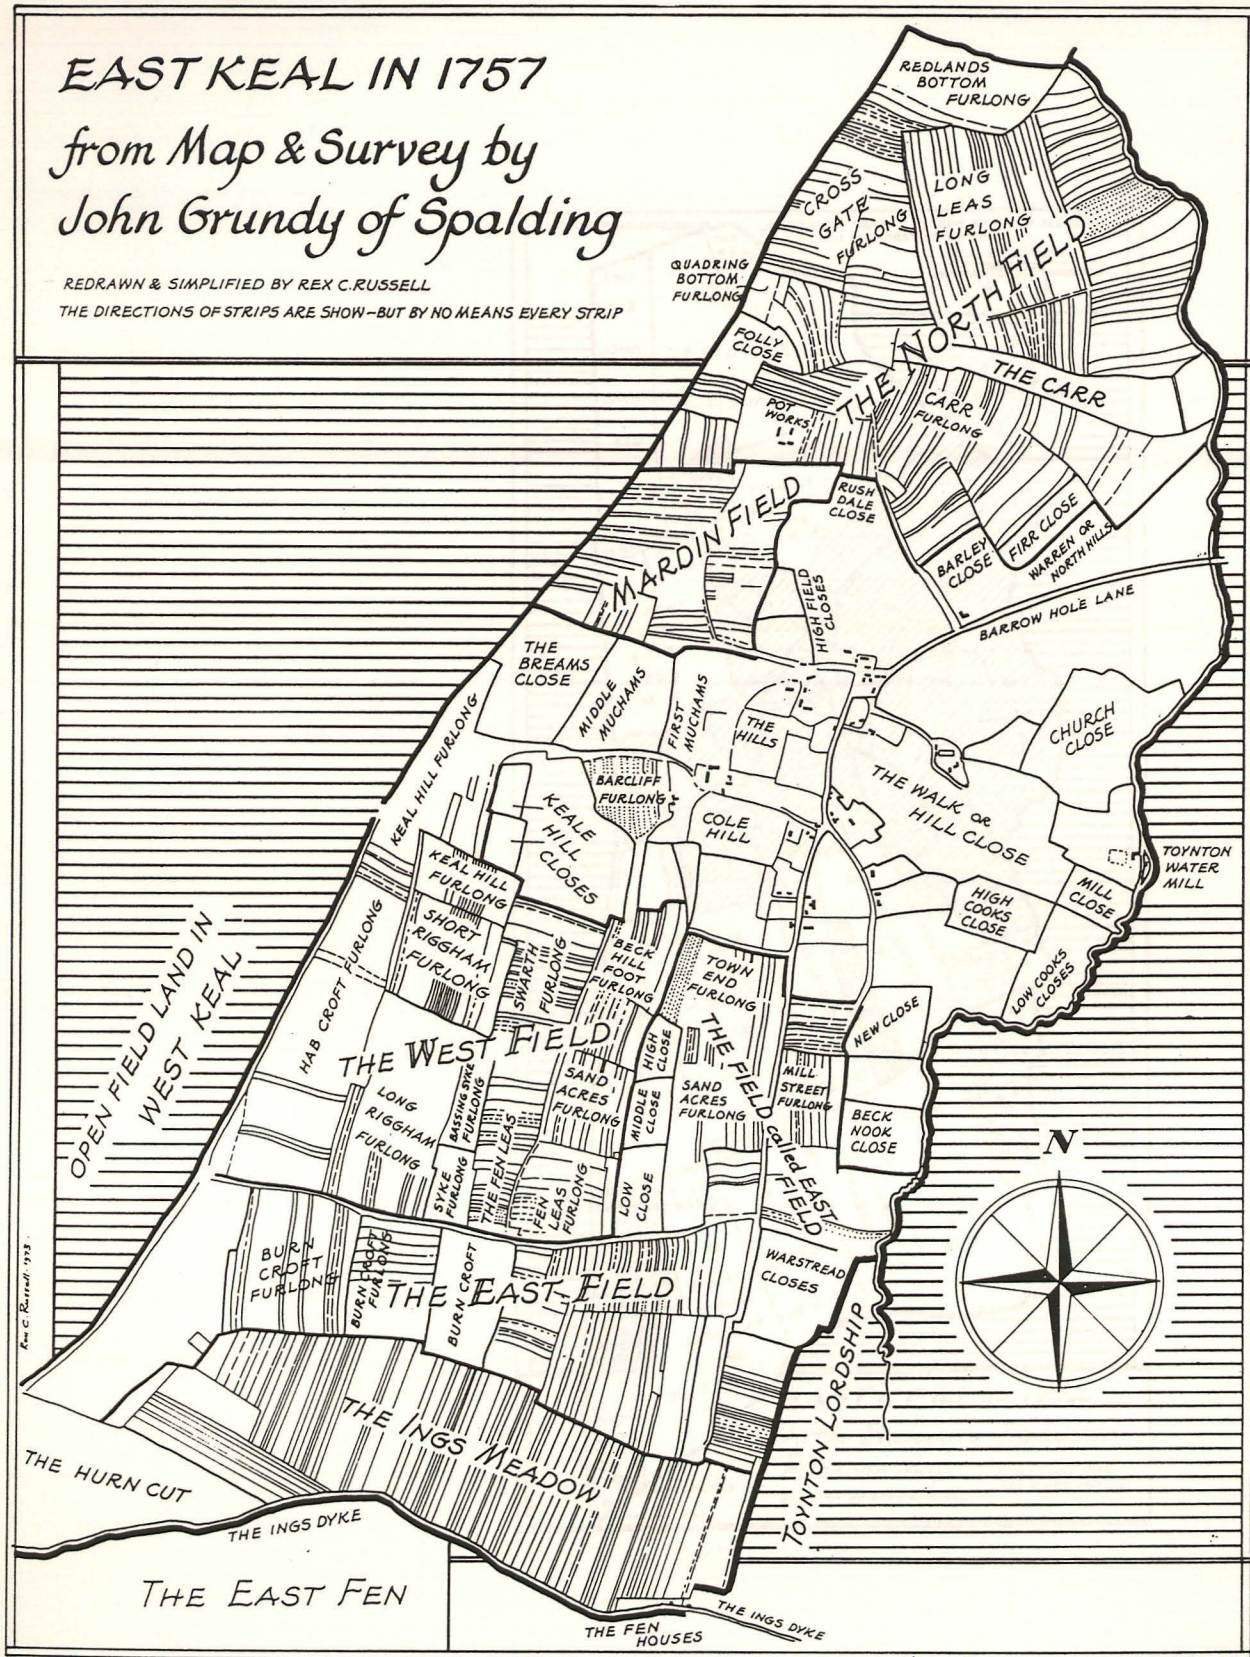 EAST KEAL IN 1757
from Map & Survey by
John Grundy of Spalding
REDRAWN & SIMPLIFIED BY REX C. RUSSELL
THE DIRECTIONS OF STRIPS ARE SHOW~BUT BY NO MEANS EVERY STRIP
REDLANDS
BOTTOM
FURLONG
CROSS
GATE
FURLONG
LONG
LEAS
FURLONG
QUADRING
BOTTOM
FURLONG
THE NORTH FIELD
FOLLY
CLOSE
THE CARR
POT
WORKS
CARR
FURLONG
MARDIN FIELD
RUSH
DALE
CLOSE
BARLEY
CLOSE
FIRR CLOSE
WARREN OR
NORTH HILLS
HIGH FIELD
CLOSES
BARROW HOLE LANE
THE
BREAMS
CLOSE
MIDDLE
MUCHAMS
FIRST
MUCHAMS
THE
HILLS
CHURCH
CLOSE
KEAL HILL FURLONG
BARCLIFF
FURLONG
KEALE
HILL
CLOSES
COLE
HILL
THE WALK OR
HILL CLOSE
TOYNTON
WATER
MILL
KEAL HILL
FURLONG
MILL
CLOSE
HIGH
COOKS
CLOSE
LOW COOKS
CLOSES
OPEN FIELD LAND IN
WEST KEAL
HAB CROFT FURLONG
SHORT
RIGGHAM
FURLONG
SWARTH
FURLONG
BECK
HILL
FOOT
FURLONG
TOWN
END
FURLONG
NEW CLOSE
THE WEST FIELD
HIGH
CLOSE
THE FIELD
called EAST
FIELD
LONG
RIGGHAM
FURLONG
BASSING SYKE
FURLONG
SAND
ACRES
FURLONG
MIDDLE
CLOSE
SAND
ACRES
FURLONG
MILL
STREET
FURLONG
BECK
NOOK
CLOSE
SYKE
FURLONG
THE FEN LEAS
FEN
LEAS
FURLONG
LOW
CLOSE
N
BURN
CROFT
FURLONG
BURN CROFT
FURLONG
THE EAST FIELD
BURN CROFT
WARSTREAD
CLOSES
TOYNTON LORDSHIP
Rex C. Russell. 1973.
THE INGS MEADOW
THE HURN CUT
THE INGS DYKE
THE EAST FEN
THE FEN
HOUSES
THE INGS DYKE